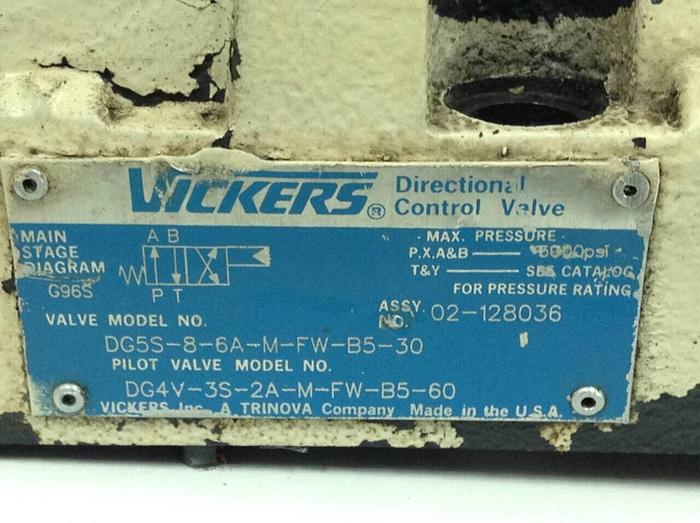 VICKERS ® Directional
Control Valve
MAIN
STAGE
DIAGRAM
G96S
A B
P T
MAX. PRESSURE
P.X.A&B — 5000psi
T&Y — SEE CATALOG
FOR PRESSURE RATING
ASSY.
NO. 02-128036
VALVE MODEL NO.
DG5S-8-6A-M-FW-B5-30
PILOT VALVE MODEL NO.
DG4V-3S-2A-M-FW-B5-60
VICKERS, Inc. A TRINOVA Company Made in the U.S.A.